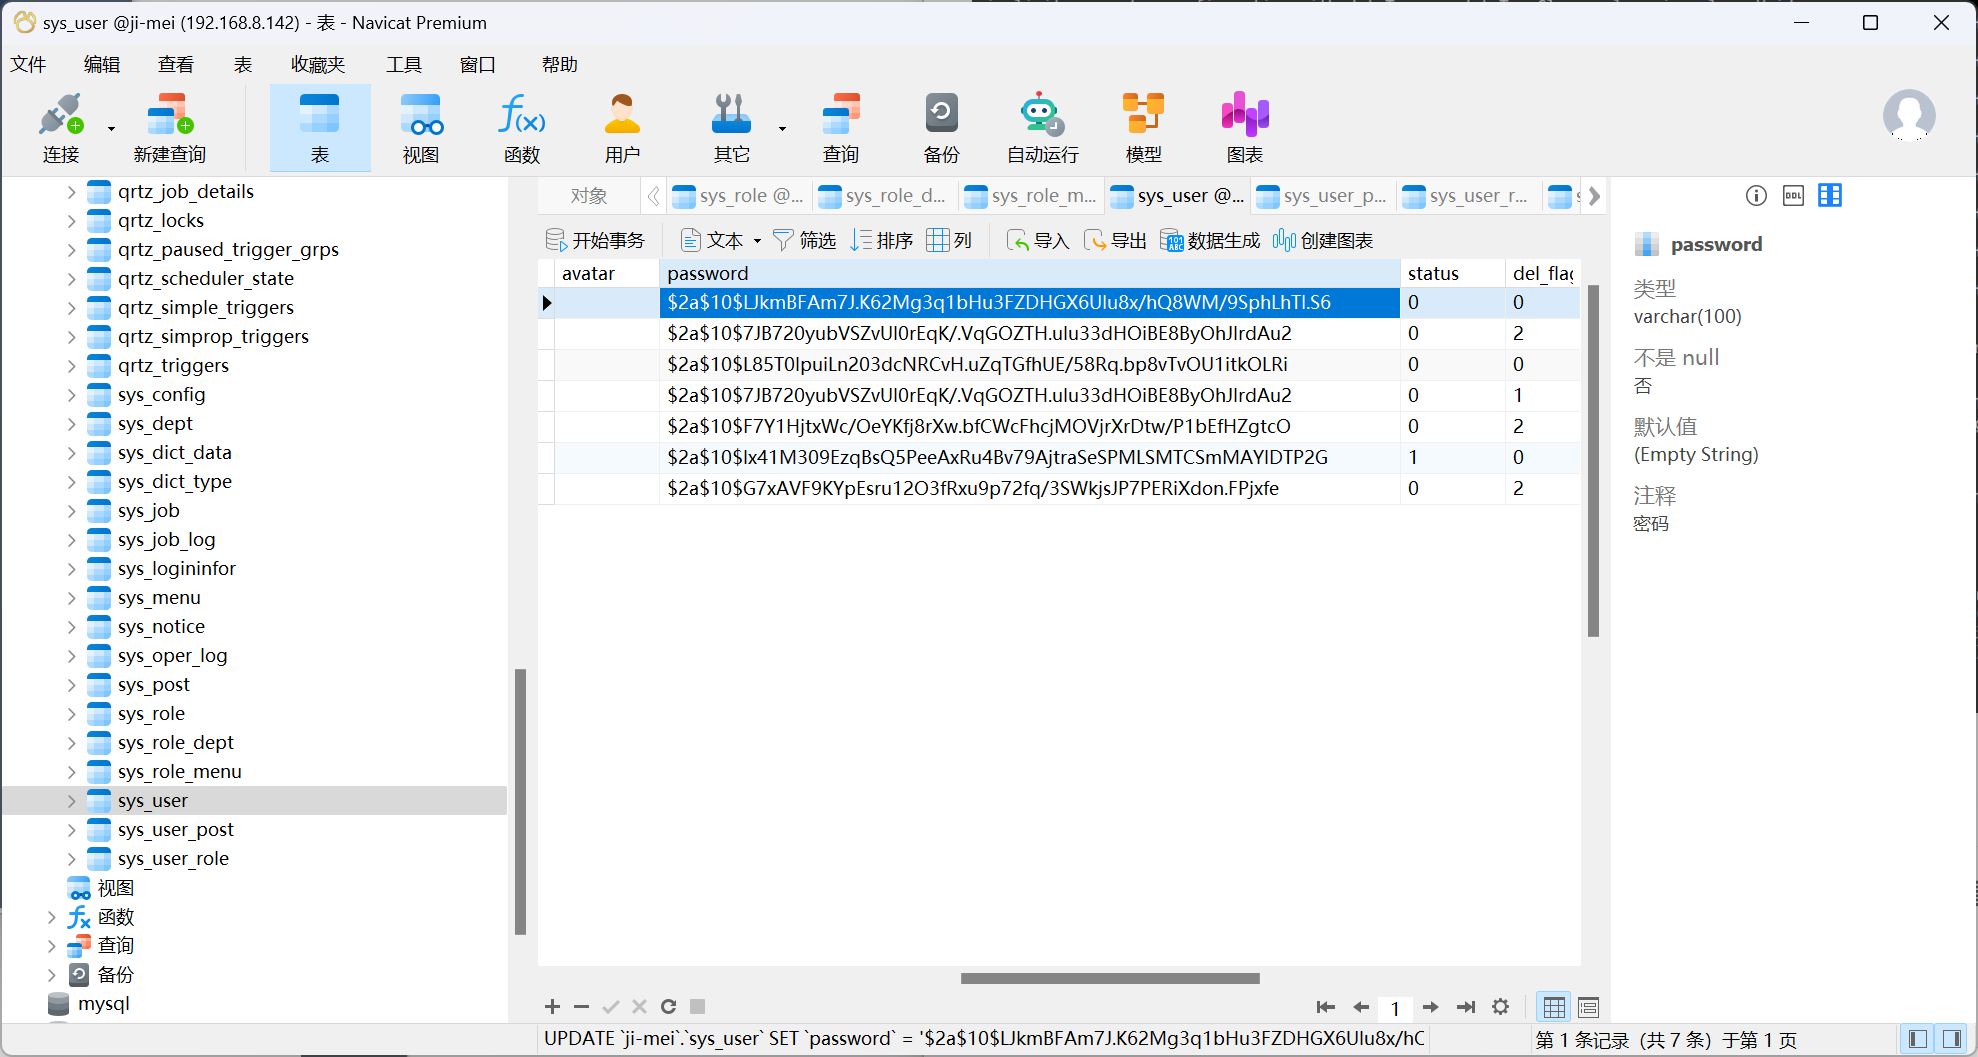 sys_user @ji-mei (192.168.8.142) - 表 - Navicat Premium
文件 编辑 查看 表 收藏夹 工具 窗口 帮助
连接 新建查询 表 视图 函数 用户 其它 查询 备份 自动运行 模型 图表
qrtz_job_details
qrtz_locks
qrtz_paused_trigger_grps
qrtz_scheduler_state
qrtz_simple_triggers
qrtz_simprop_triggers
qrtz_triggers
sys_config
sys_dept
sys_dict_data
sys_dict_type
sys_job
sys_job_log
sys_logininfor
sys_menu
sys_notice
sys_oper_log
sys_post
sys_role
sys_role_dept
sys_role_menu
sys_user
sys_user_post
sys_user_role
视图
函数
查询
备份
mysql
对象 sys_role @... sys_role_d... sys_role_m... sys_user @... sys_user_p... sys_user_r...
开始事务 文本 筛选 排序 列 导入 导出 数据生成 创建图表
avatar password status del_flag
$2a$10$LJkmBFAm7J.K62Mg3q1bHu3FZDHGX6Ulu8x/hQ8WM/9SphLhTl.S6 0 0
$2a$10$7JB720yubVSZvUI0rEqK/.VqGOZTH.ulu33dHOiBE8ByOhJIrdAu2 0 2
$2a$10$L85T0lpuiLn203dcNRCvH.uZqTGfhUE/58Rq.bp8vTvOU1itkOLRi 0 0
$2a$10$7JB720yubVSZvUI0rEqK/.VqGOZTH.ulu33dHOiBE8ByOhJIrdAu2 0 1
$2a$10$F7Y1HjtxWc/OeYKfj8rXw.bfCWcFhcjMOVjrXrDtw/P1bEfHZgtcO 0 2
$2a$10$lx41M309EzqBsQ5PeeAxRu4Bv79AjtraSeSPMLSMTCSmMAYlDTP2G 1 0
$2a$10$G7xAVF9KYpEsru12O3fRxu9p72fq/3SWkjsJP7PERiXdon.FPjxfe 0 2
DDL
password
类型
varchar(100)
不是 null
否
默认值
(Empty String)
注释
密码
1
UPDATE `ji-mei`.`sys_user` SET `password` = '$2a$10$LJkmBFAm7J.K62Mg3q1bHu3FZDHGX6Ulu8x/hQ
第 1 条记录 (共 7 条) 于第 1 页